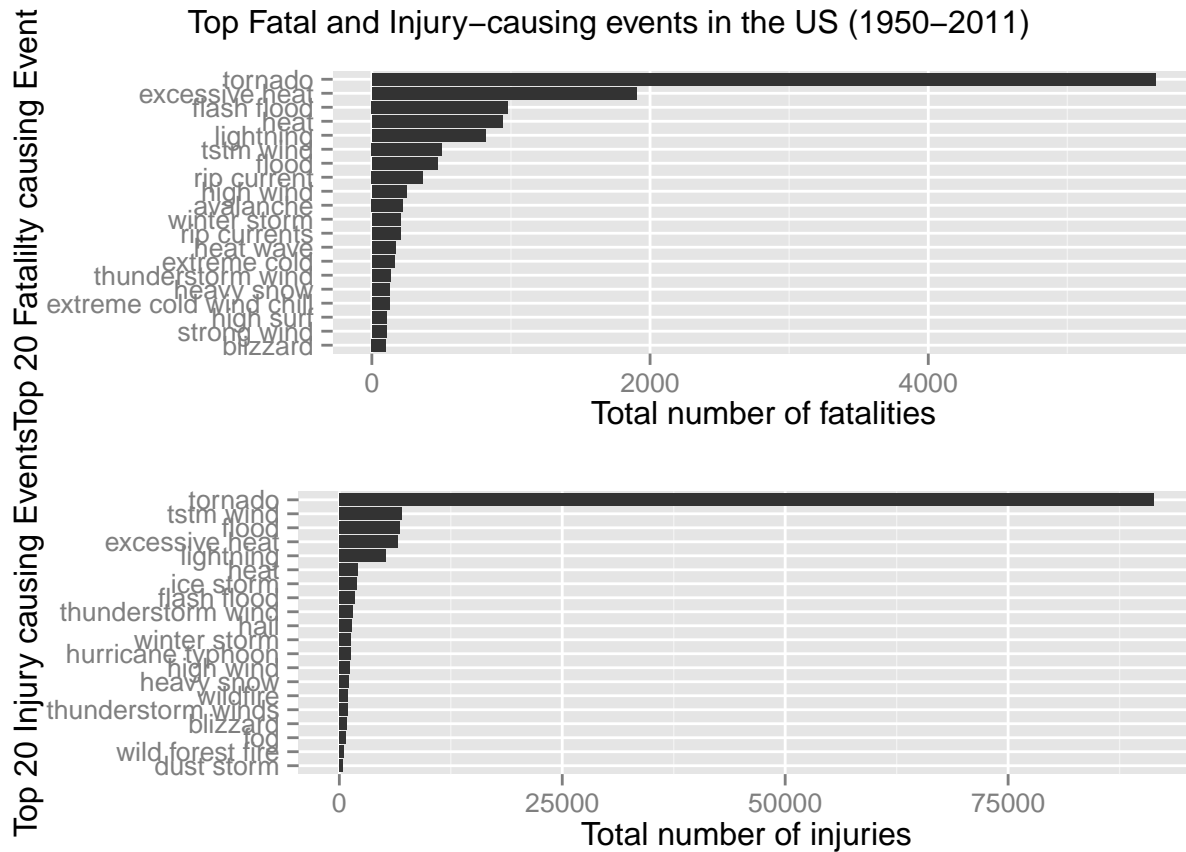 Top Fatal and Injury−causing events in the US (1950−2011)
Top 20 Fatalilty causing Event
tornado
excessive heat
flash flood
heat
lightning
tstm wind
flood
rip current
high wind
avalanche
winter storm
rip currents
heat wave
extreme cold
thunderstorm wind
heavy snow
extreme cold wind chill
high surf
strong wind
blizzard
0 2000 4000
Total number of fatalities
Top 20 Injury causing Events
tornado
tstm wind
flood
excessive heat
lightning
heat
ice storm
flash flood
thunderstorm wind
hail
winter storm
hurricane typhoon
high wind
heavy snow
wildfire
thunderstorm winds
blizzard
fog
wild forest fire
dust storm
0 25000 50000 75000
Total number of injuries